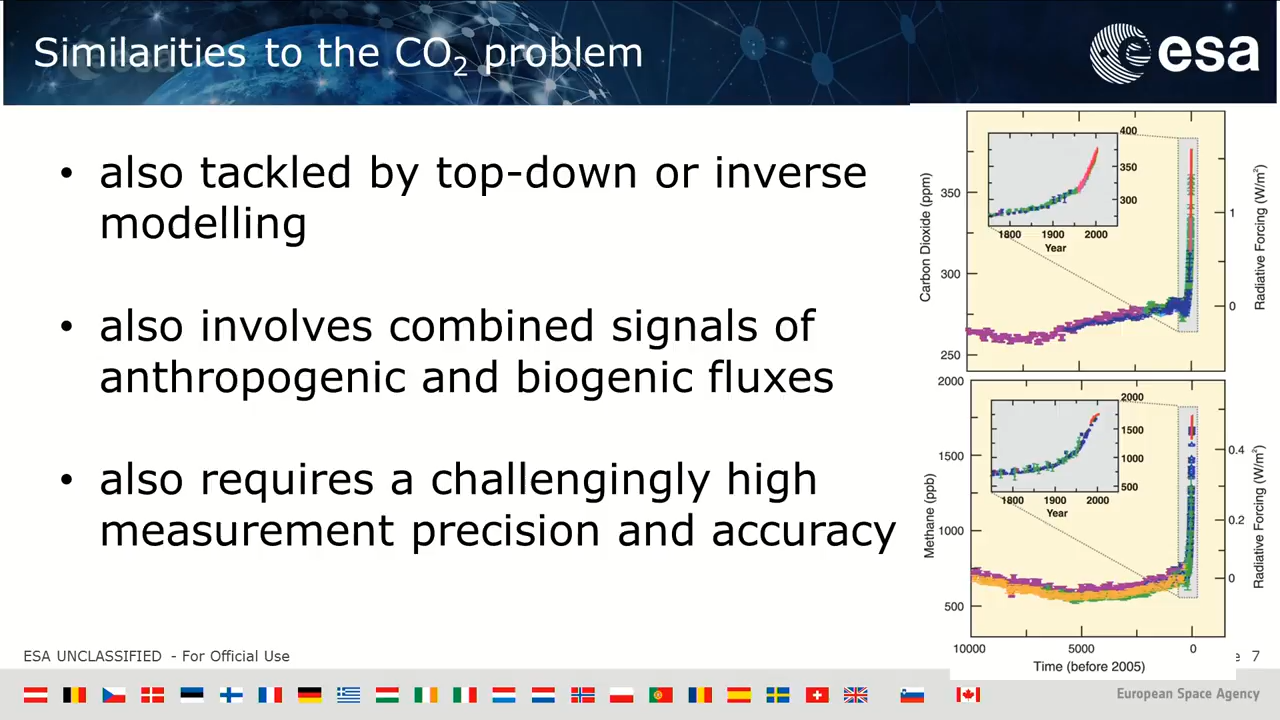 Similarities to the CO₂ problem
esa
• also tackled by top-down or inverse
modelling
• also involves combined signals of
anthropogenic and biogenic fluxes
• also requires a challengingly high
measurement precision and accuracy
400
350
300
1800 1900 2000
Year
350
300
250
Carbon Dioxide (ppm)
1
0
Radiative Forcing (W/m²)
2000
1500
1000
500
1800 1900 2000
Year
2000
1500
1000
500
Methane (ppb)
0.4
0.2
0
Radiative Forcing (W/m²)
10000 5000 0
Time (before 2005)
ESA UNCLASSIFIED - For Official Use
e 7
European Space Agency